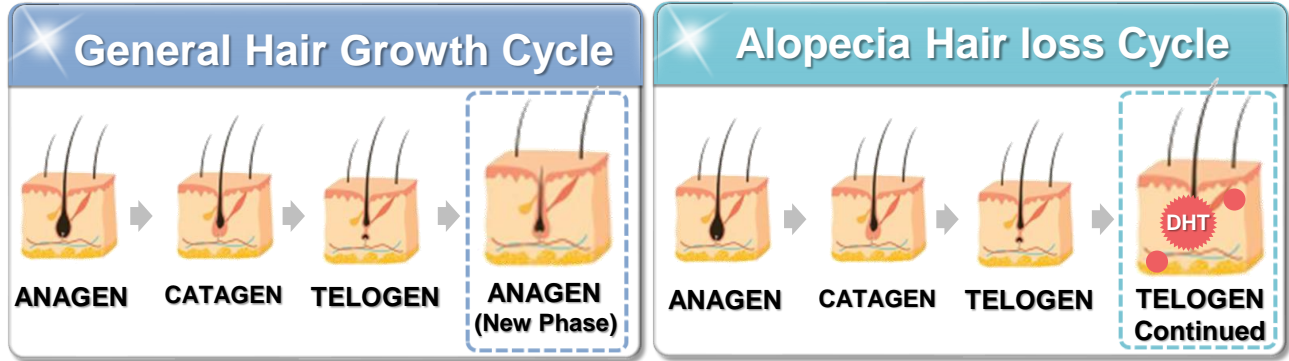 General Hair Growth Cycle
ANAGEN
CATAGEN
TELOGEN
ANAGEN
(New Phase)
Alopecia Hair loss Cycle
ANAGEN
CATAGEN
TELOGEN
DHT
TELOGEN
Continued